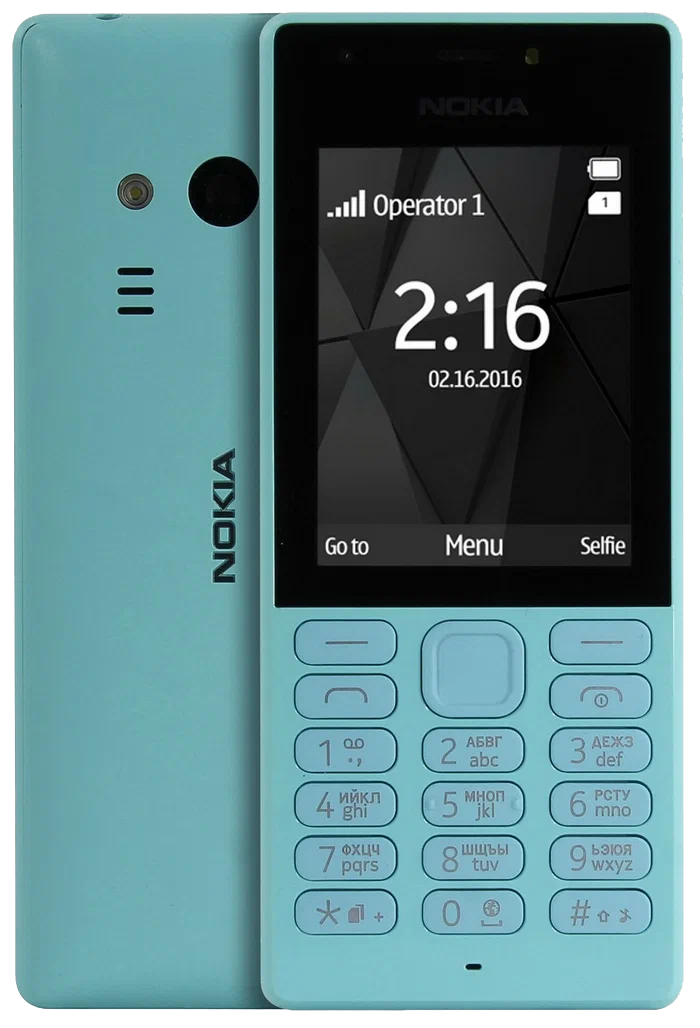 NOKIA
NOKIA
Operator 1
1
2:16
02.16.2016
Go to Menu Selfie
1 .,
2 АБВГ abc
3 ДЕЖЗ def
4 ИЙКЛ ghi
5 МНОП jkl
6 РСТУ mno
7 ФХЦЧ pqrs
8 ШЩЪЫ tuv
9 ЬЭЮЯ wxyz
* +
0
#